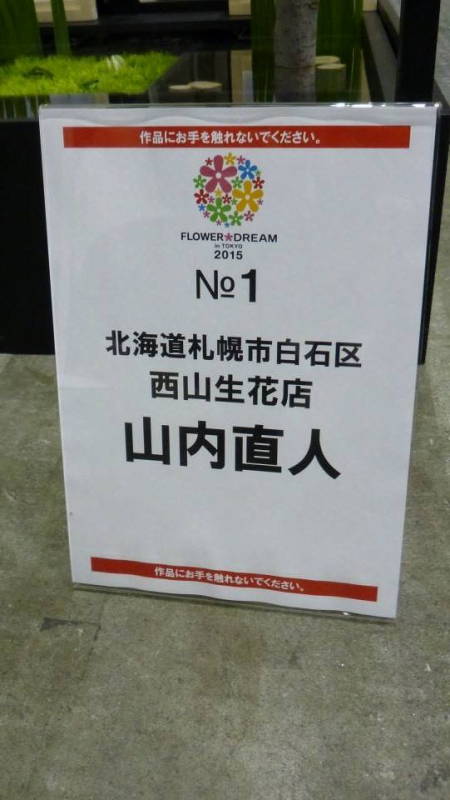 作品にお手を触れないでください。
FLOWER★DREAM
in TOKYO
2015
№1
北海道札幌市白石区
西山生花店
山内直人
作品にお手を触れないでください。